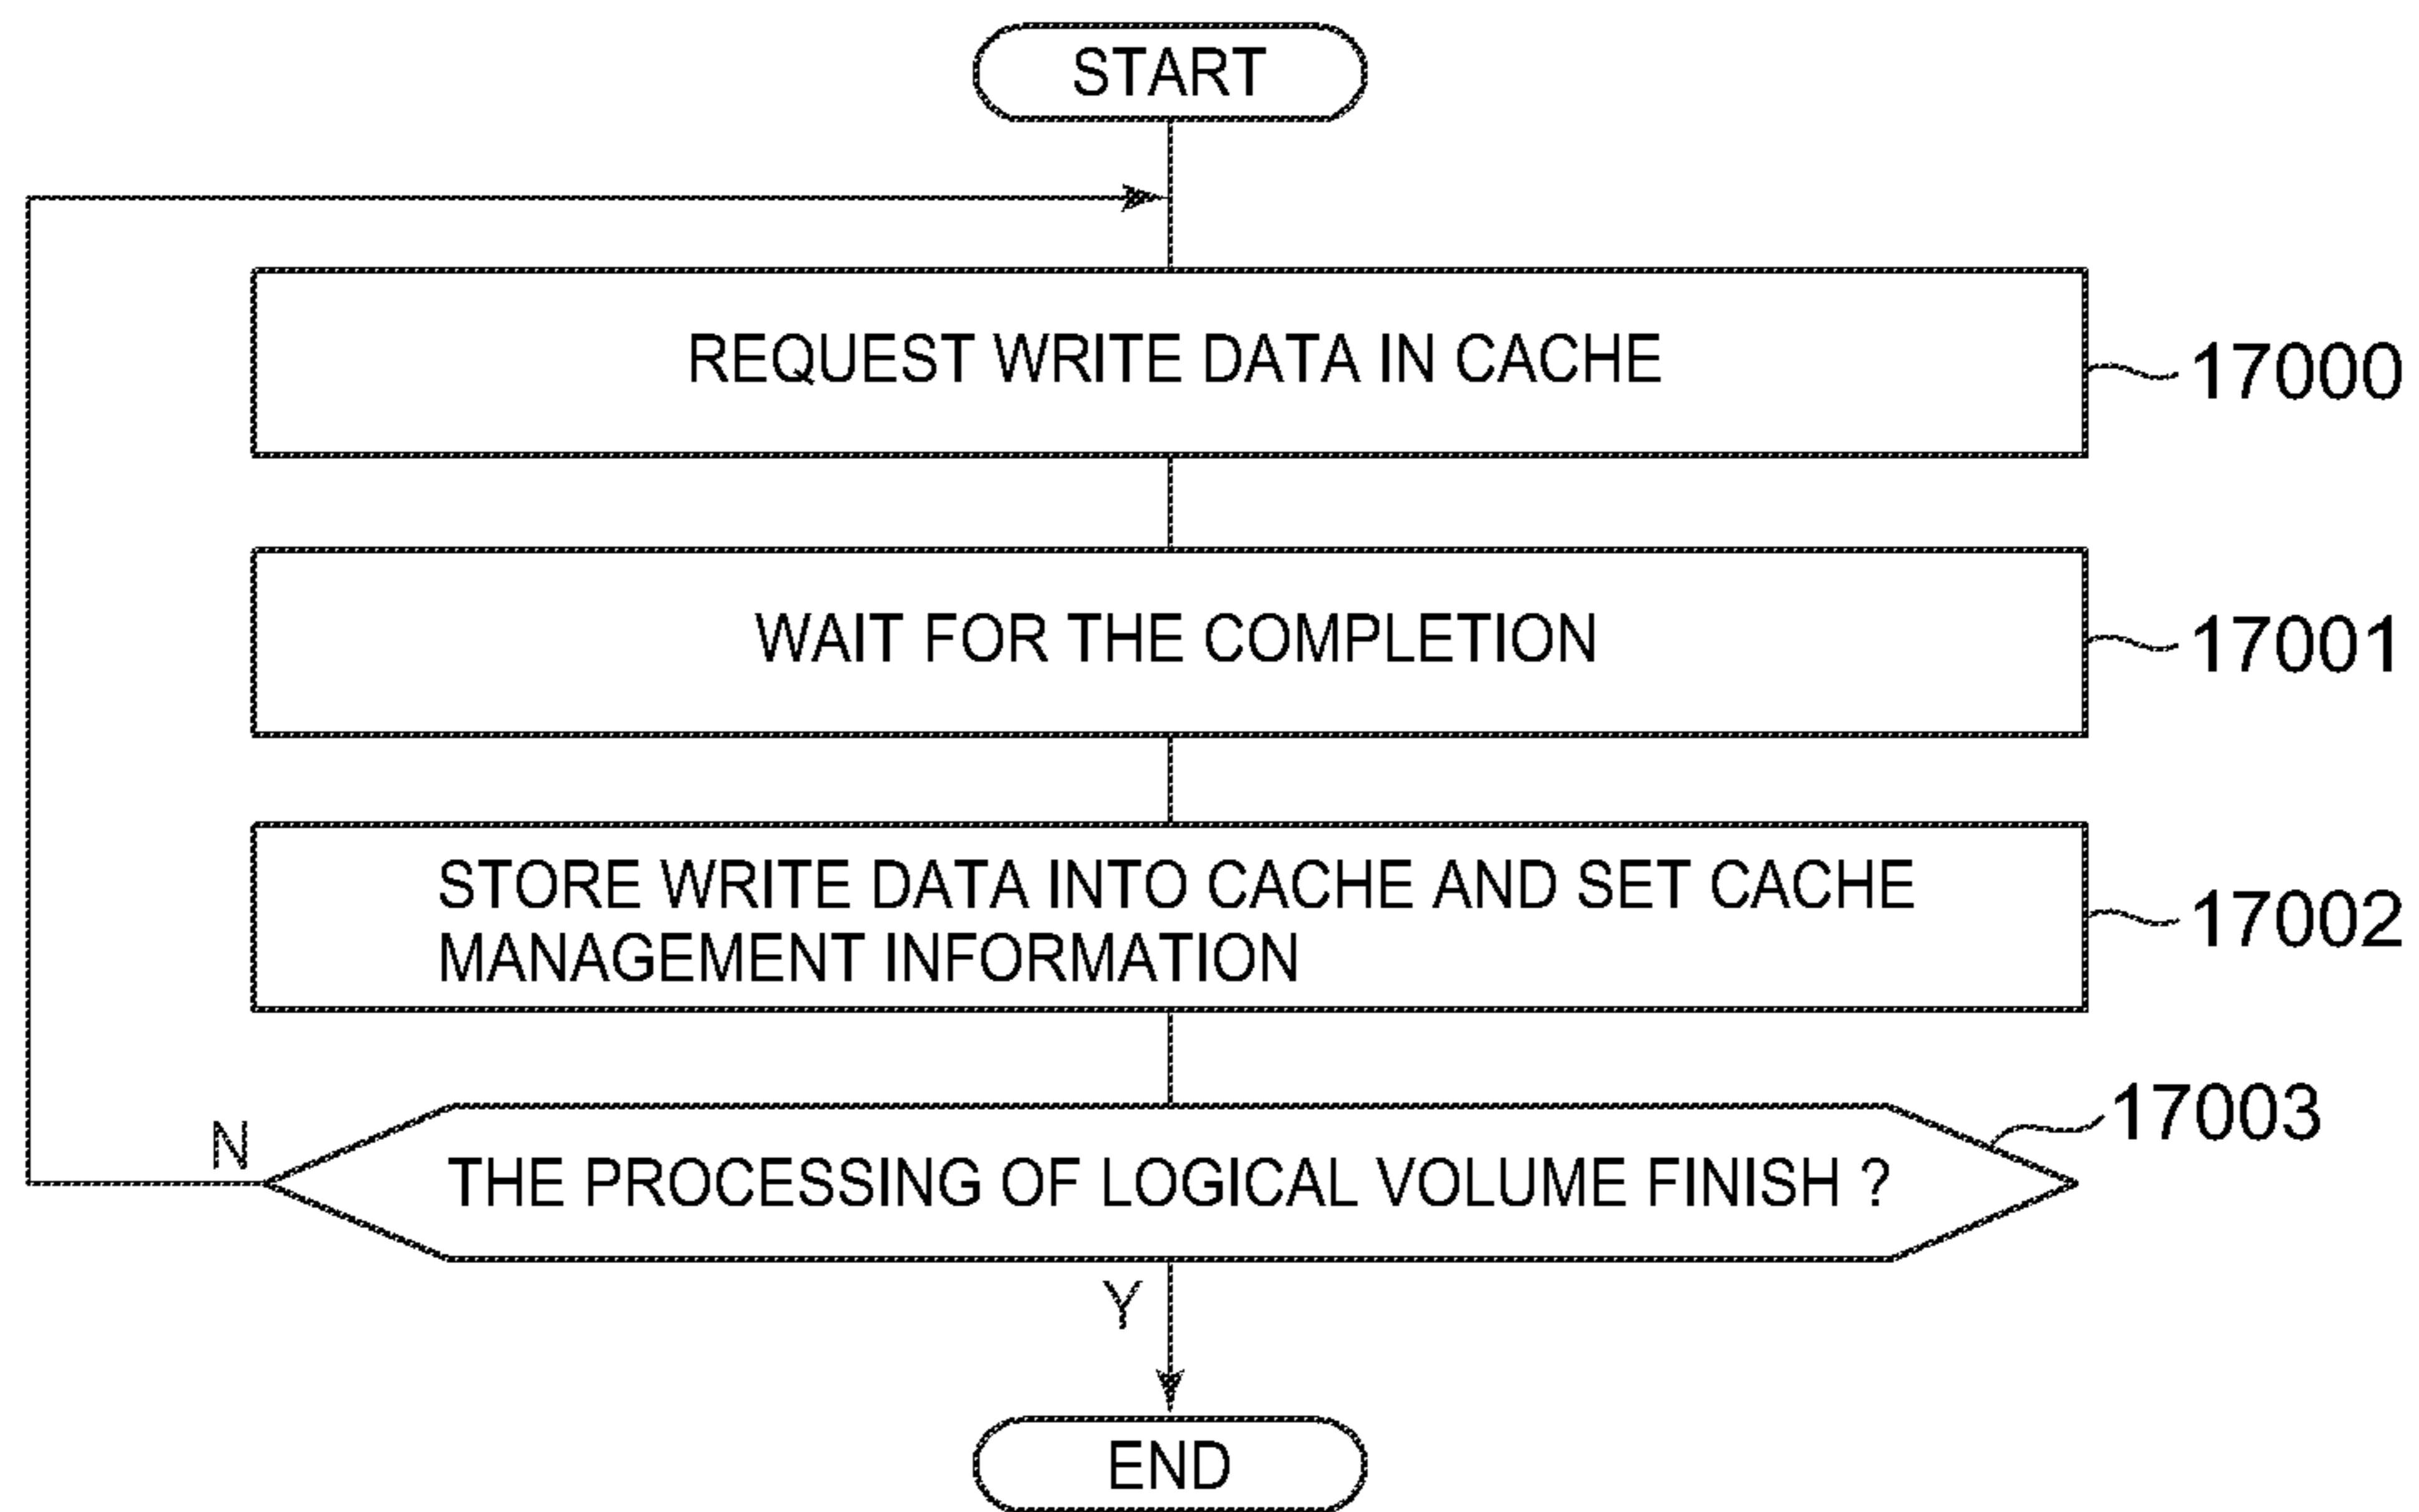 START
REQUEST WRITE DATA IN CACHE
17000
WAIT FOR THE COMPLETION
17001
STORE WRITE DATA INTO CACHE AND SET CACHE
MANAGEMENT INFORMATION
17002
17003
N
THE PROCESSING OF LOGICAL VOLUME FINISH ?
Y
END